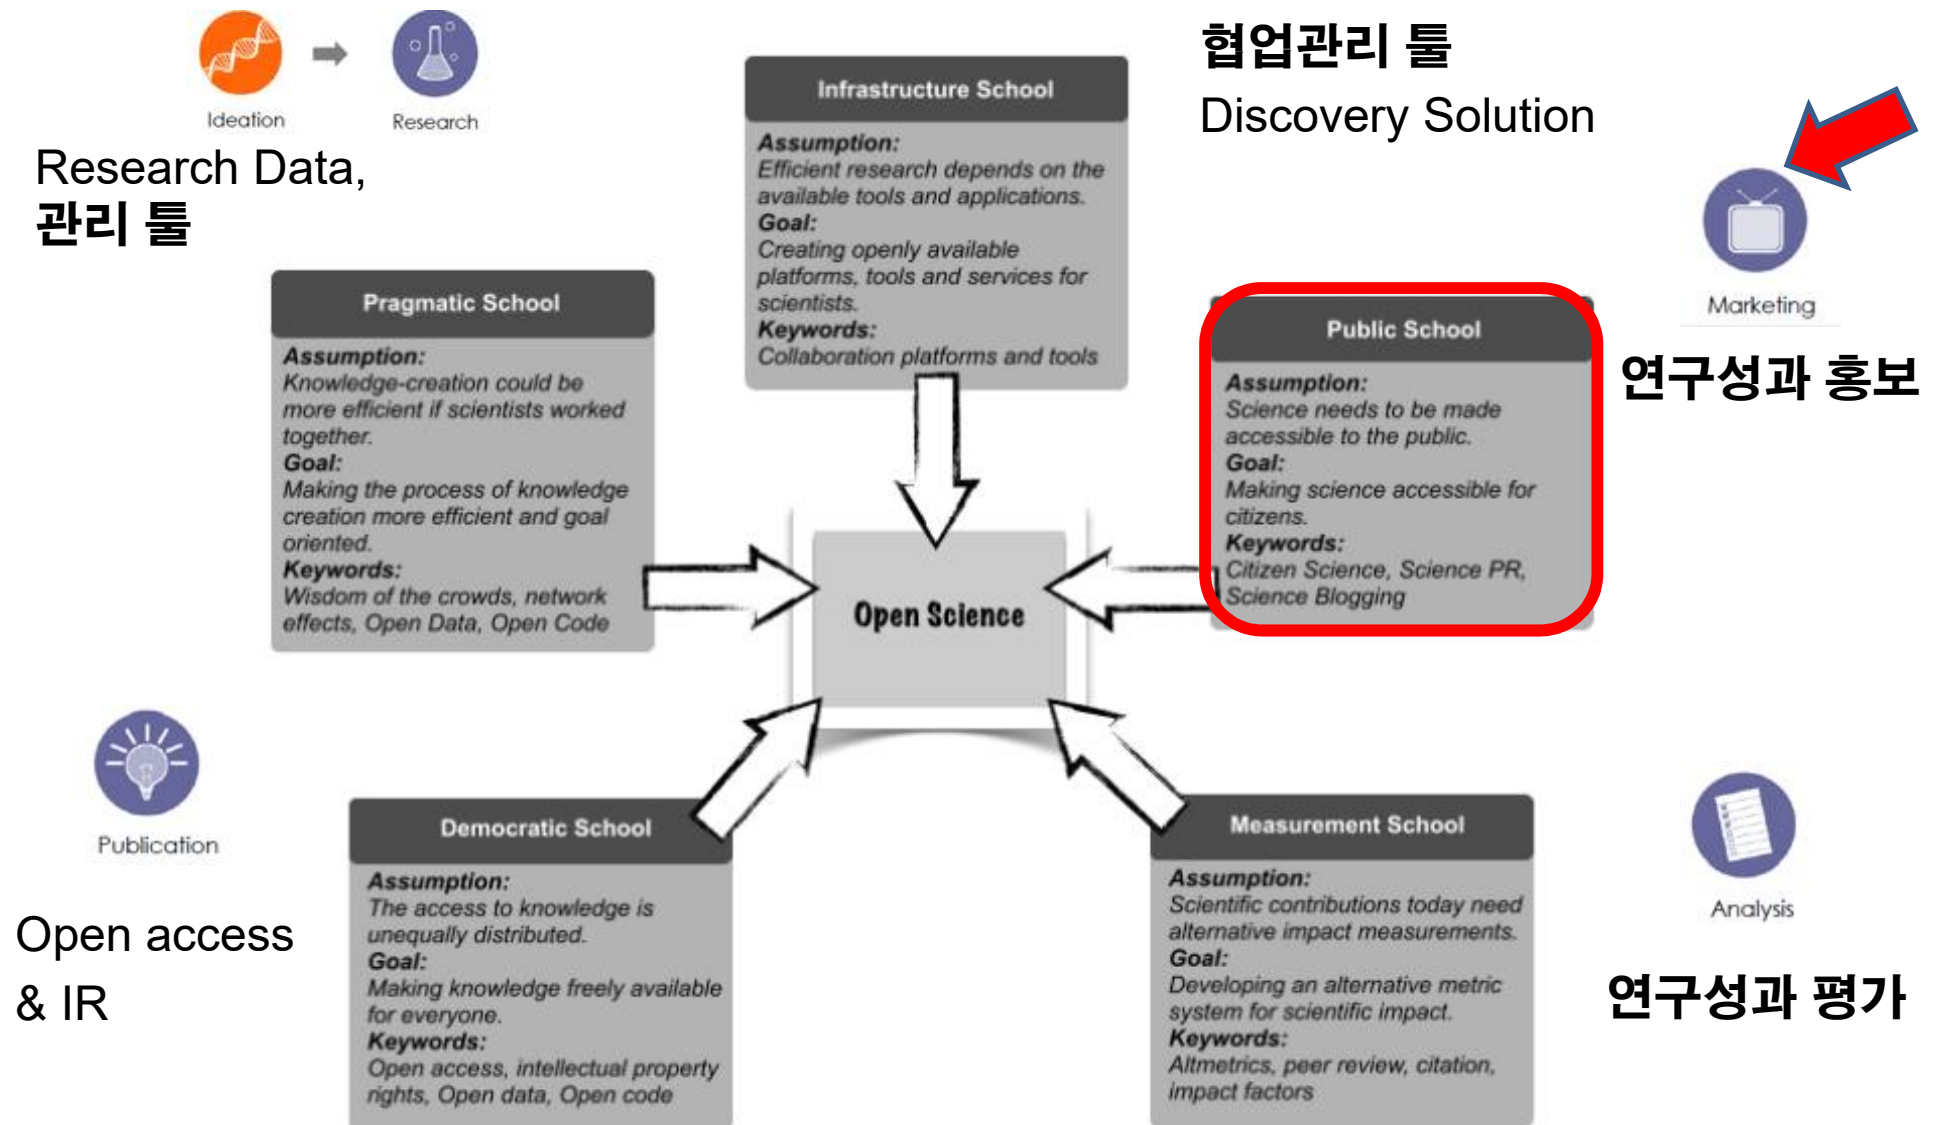 Ideation
Research
Research Data,
관리 툴
협업관리 툴
Discovery Solution
Infrastructure School
Assumption:
Efficient research depends on the
available tools and applications.
Goal:
Creating openly available
platforms, tools and services for
scientists.
Keywords:
Collaboration platforms and tools
Marketing
연구성과 홍보
Pragmatic School
Assumption:
Knowledge-creation could be
more efficient if scientists worked
together.
Goal:
Making the process of knowledge
creation more efficient and goal
oriented.
Keywords:
Wisdom of the crowds, network
effects, Open Data, Open Code
Public School
Assumption:
Science needs to be made
accessible to the public.
Goal:
Making science accessible for
citizens.
Keywords:
Citizen Science, Science PR,
Science Blogging
Open Science
Publication
Open access
& IR
Democratic School
Assumption:
The access to knowledge is
unequally distributed.
Goal:
Making knowledge freely available
for everyone.
Keywords:
Open access, intellectual property
rights, Open data, Open code
Measurement School
Assumption:
Scientific contributions today need
alternative impact measurements.
Goal:
Developing an alternative metric
system for scientific impact.
Keywords:
Altmetrics, peer review, citation,
impact factors
Analysis
연구성과 평가